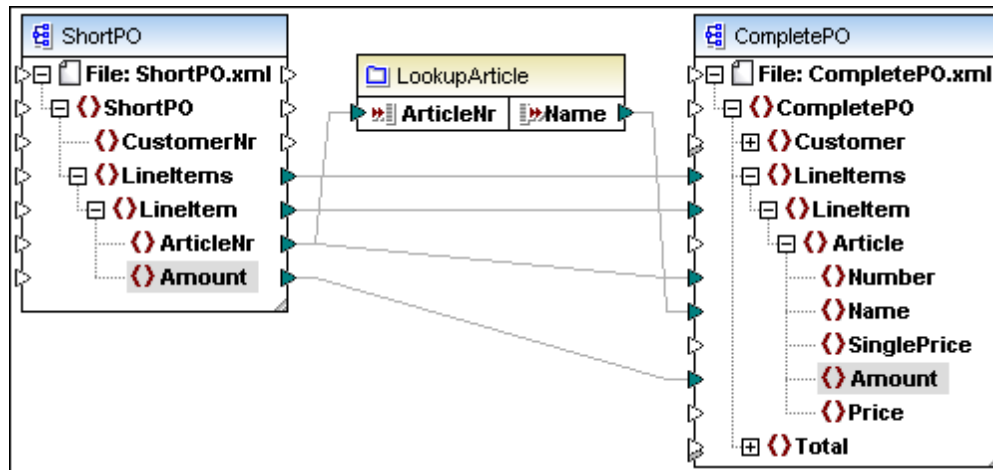 ShortPO
File: ShortPO.xml
ShortPO
CustomerNr
LineItems
LineItem
ArticleNr
Amount
LookupArticle
ArticleNr
Name
CompletePO
File: CompletePO.xml
CompletePO
Customer
LineItems
LineItem
Article
Number
Name
SinglePrice
Amount
Price
Total